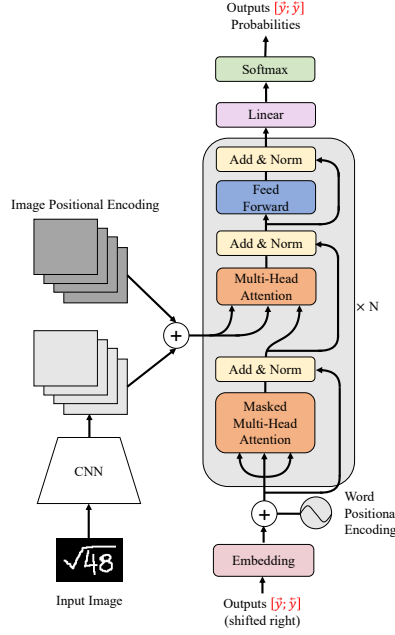 Outputs [y⃗; y⃖]
Probabilities
Softmax
Linear
Add & Norm
Feed
Forward
Add & Norm
Multi-Head
Attention
× N
Add & Norm
Masked
Multi-Head
Attention
Image Positional Encoding
+
CNN
√48
Input Image
+
Word
Positional
Encoding
Embedding
Outputs [y⃗; y⃖]
(shifted right)